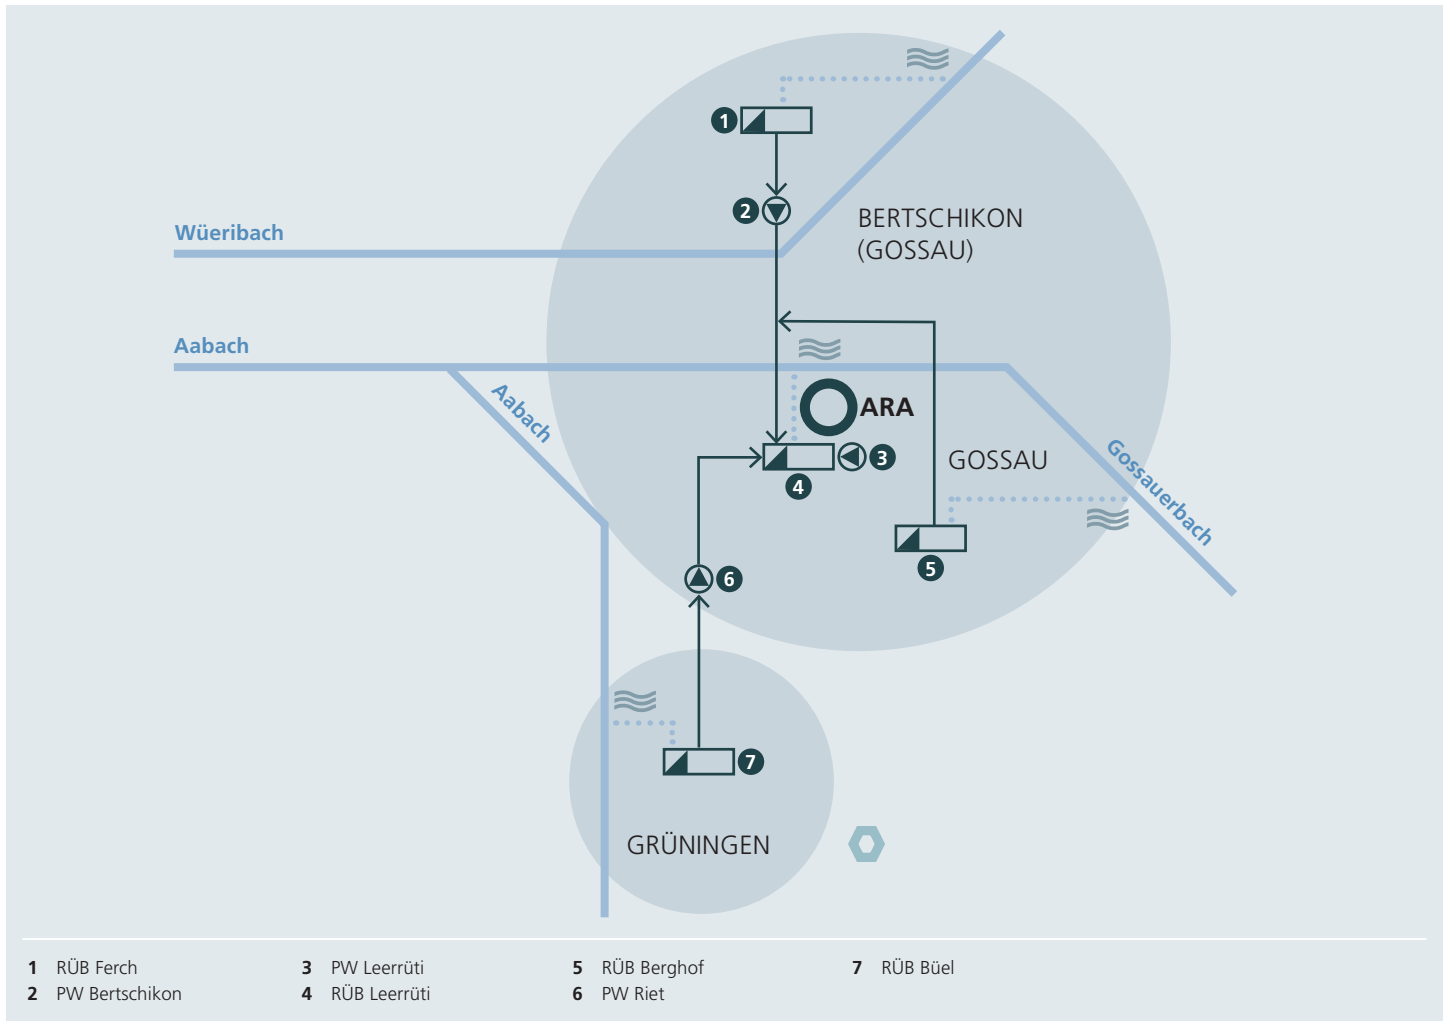 1
2
BERTSCHIKON
(GOSSAU)
Wüeribach
Aabach
Aabach
ARA
3
4
GOSSAU
Gossauerbach
5
6
7
GRÜNINGEN
1 RÜB Ferch
2 PW Bertschikon
3 PW Leerrüti
4 RÜB Leerrüti
5 RÜB Berghof
6 PW Riet
7 RÜB Büel